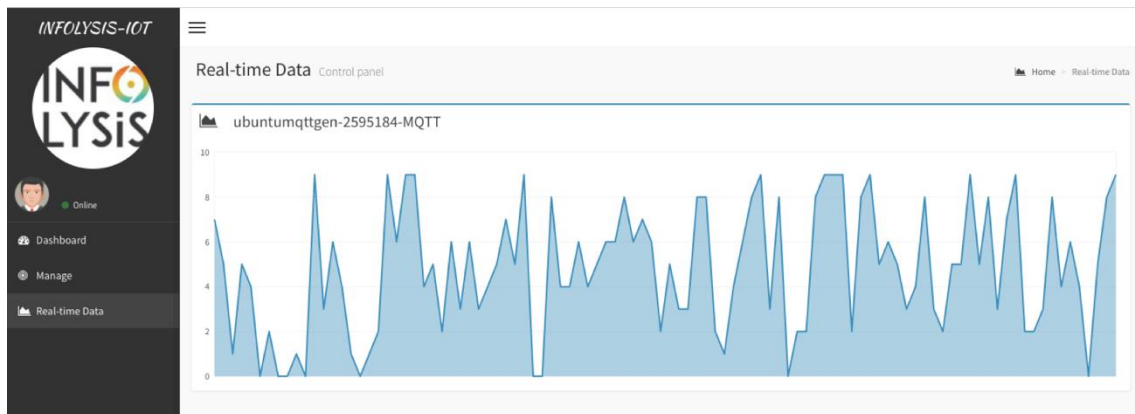 INFOLYSIS-IOT
INFO
LYSiS
Online
Dashboard
Manage
Real-time Data
Real-time Data Control panel
Home > Real-time Data
ubuntumqttgen-2595184-MQTT
10
8
6
4
2
0